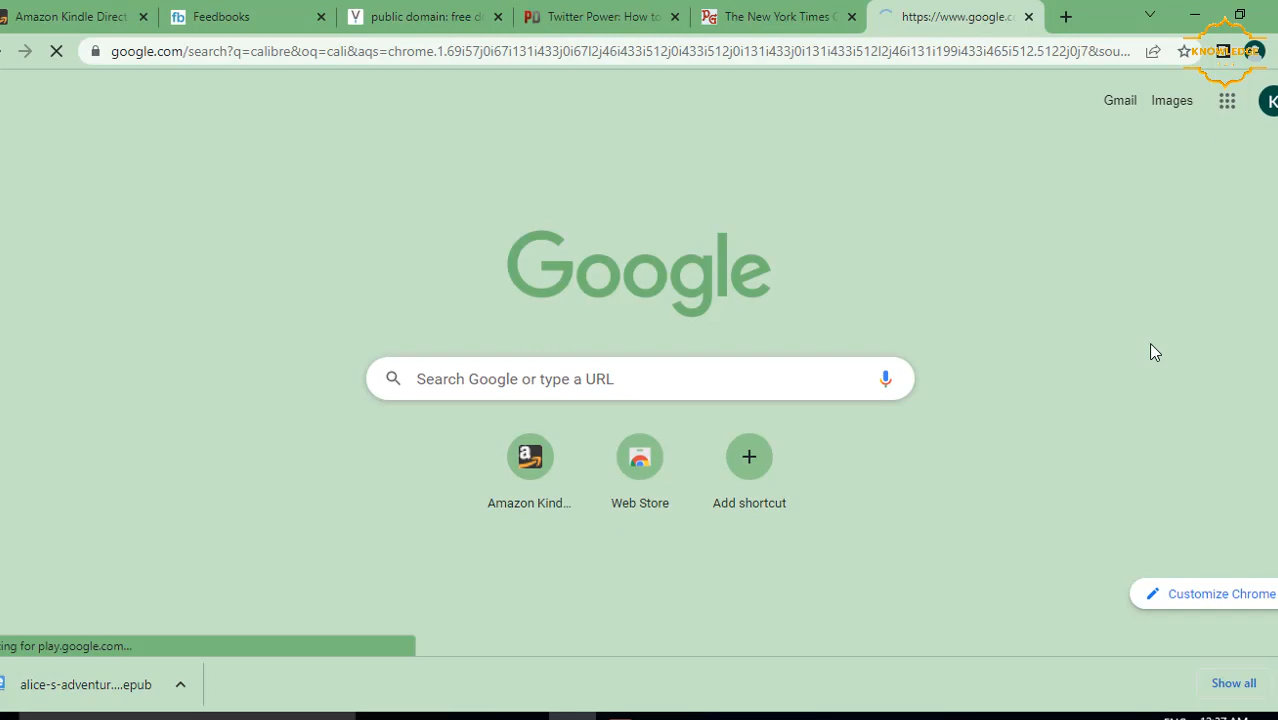 Amazon Kindle Direct
Feedbooks
public domain: free d
Twitter Power: How to
The New York Times C
https://www.google.c
google.com/search?q=calibre&oq=cali&aqs=chrome.1.69i57j0i67i131i433j0i67l2j46i433i512j0i433i512j0i131i433j0i131i433i512l2j46i131i199i433i465i512.5122j0j7&sou...
KNOWLEDGE
Gmail
Images
K
Google
Search Google or type a URL
Amazon Kind...
Web Store
Add shortcut
Customize Chrome
ing for play.google.com...
alice-s-adventur....epub
Show all